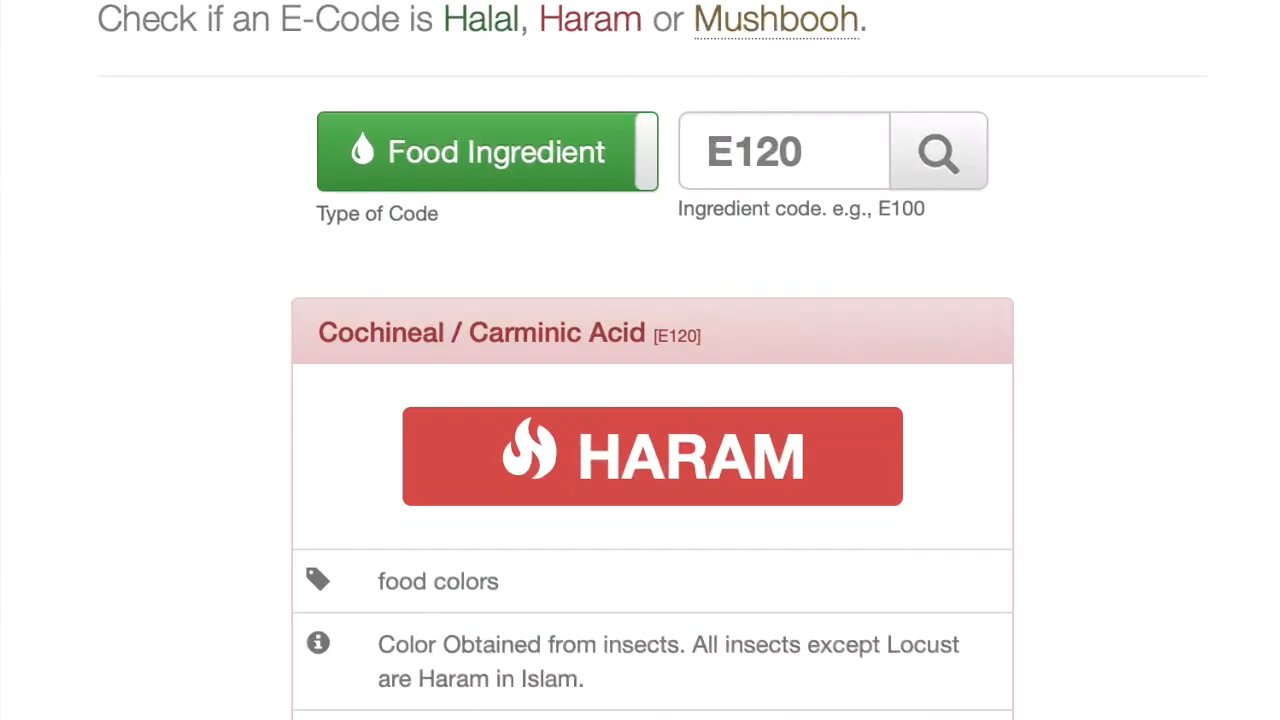 Check if an E-Code is Halal, Haram or Mushbooh.
Food Ingredient
E120
Type of Code
Ingredient code. e.g., E100
Cochineal / Carminic Acid [E120]
HARAM
food colors
Color Obtained from insects. All insects except Locust
are Haram in Islam.